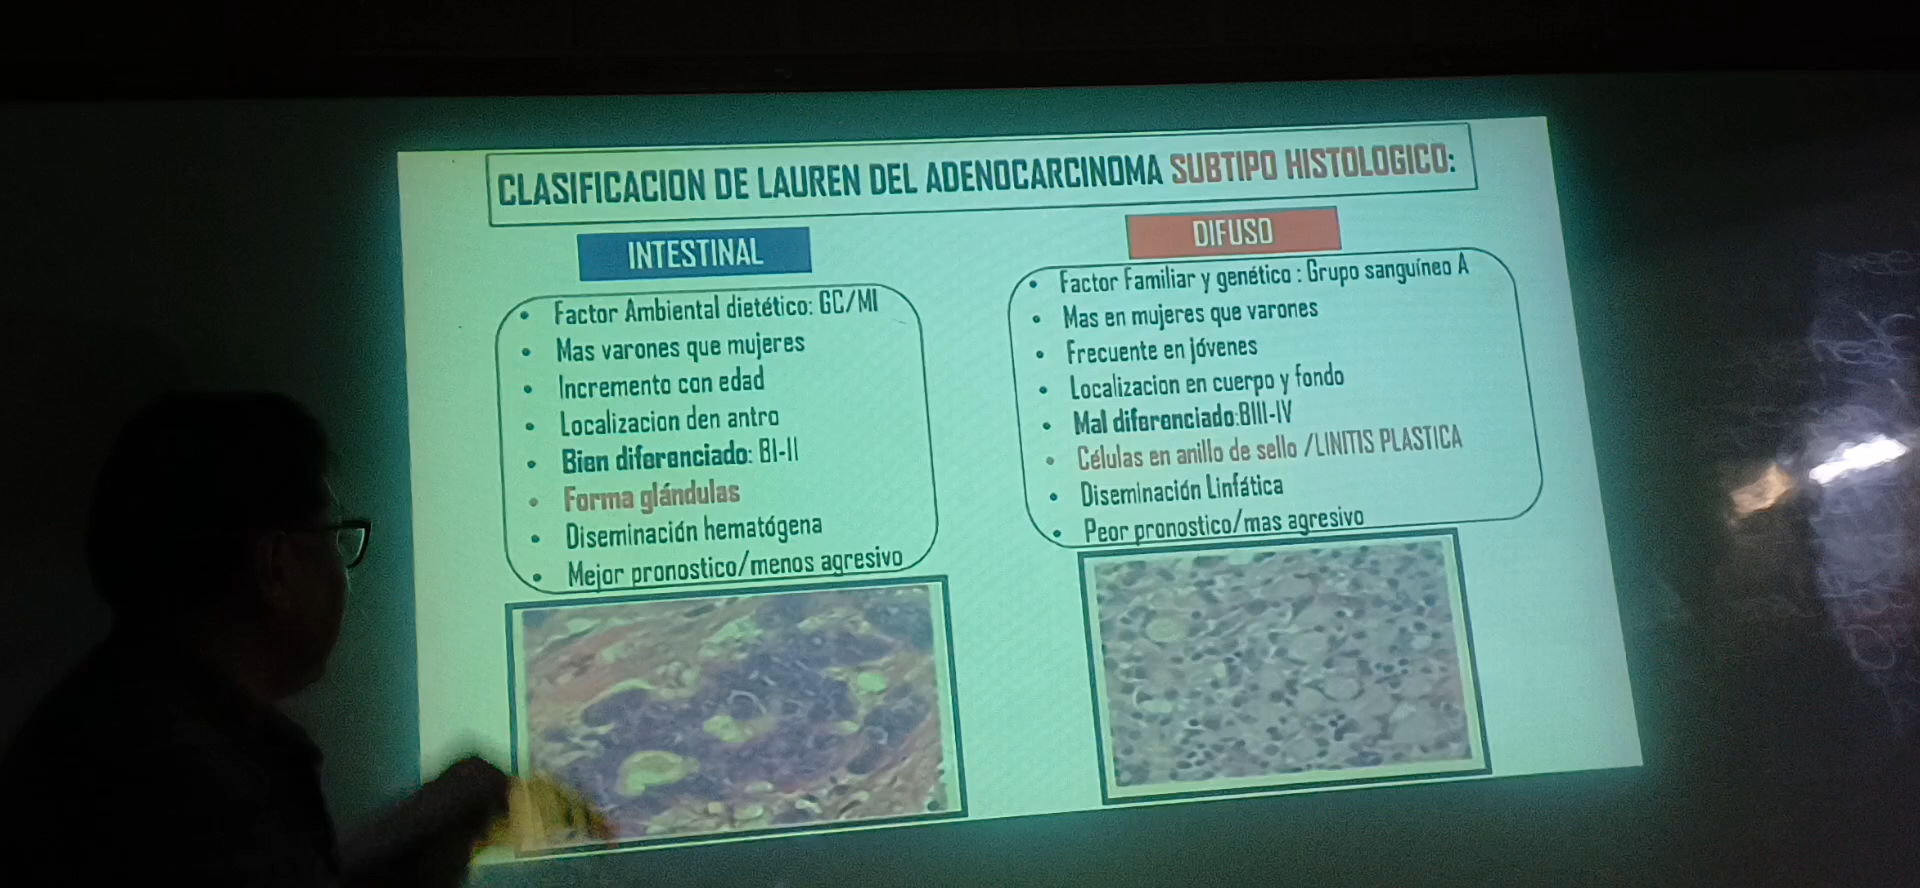 CLASIFICACION DE LAUREN DEL ADENOCARCINOMA SUBTIPO HISTOLOGICO:
INTESTINAL
• Factor Ambiental dietético: GC/MI
• Mas varones que mujeres
• Incremento con edad
• Localizacion den antro
• Bien diferenciado: BI-II
• Forma glándulas
• Diseminación hematógena
• Mejor pronostico/menos agresivo
DIFUSO
• Factor Familiar y genético : Grupo sanguíneo A
• Mas en mujeres que varones
• Frecuente en jóvenes
• Localizacion en cuerpo y fondo
• Mal diferenciado:BIII-IV
• Células en anillo de sello /LINITIS PLASTICA
• Diseminación Linfática
• Peor pronostico/mas agresivo